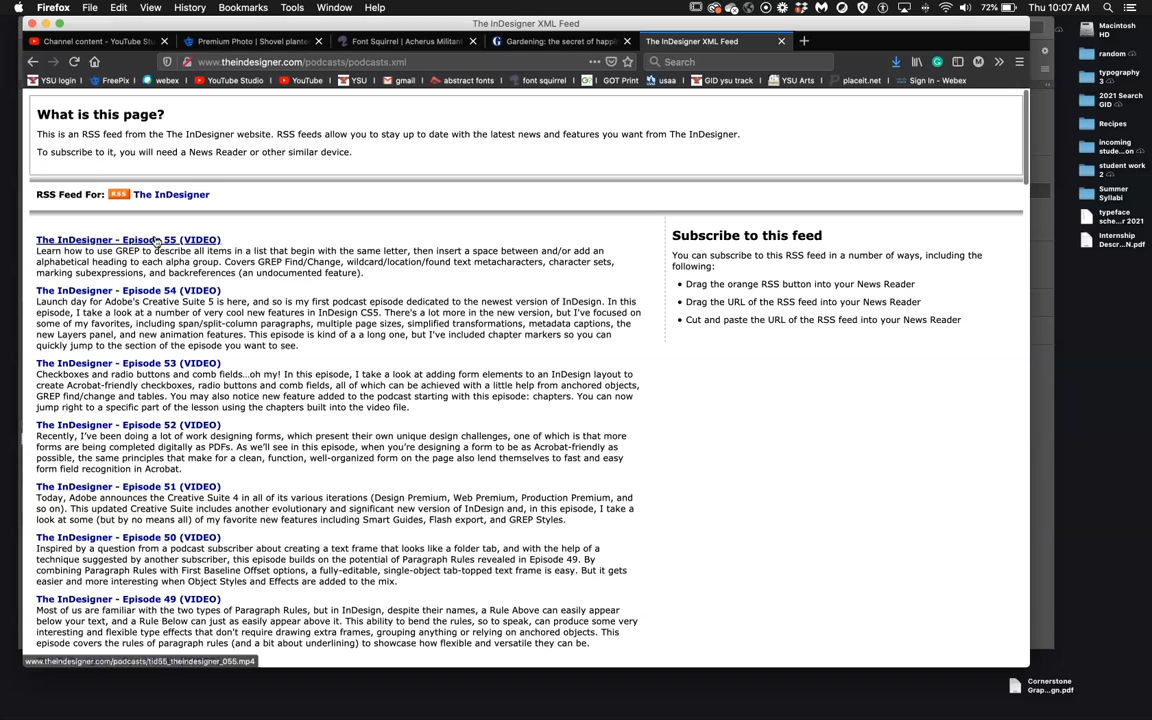 Firefox File Edit View History Bookmarks Tools Window Help
72% Thu 10:07 AM
The InDesigner XML Feed
Channel content - YouTube St
Premium Photo | Shovel plante
Font Squirrel | Acherus Militan
Gardening: the secret of happi
The InDesigner XML Feed
www.theindesigner.com/podcasts/podcasts.xml
Search
YSU login FreePix webex YouTube Studio YouTube YSU gmail abstract fonts font squirrel GOT Print usaa GID ysu track YSU Arts placeit.net Sign In - Webex
What is this page?
This is an RSS feed from the The InDesigner website. RSS feeds allow you to stay up to date with the latest news and features you want from The InDesigner.
To subscribe to it, you will need a News Reader or other similar device.
RSS Feed For: RSS The InDesigner
The InDesigner - Episode 55 (VIDEO)
Learn how to use GREP to describe all items in a list that begin with the same letter, then insert a space between and/or add an
alphabetical heading to each alpha group. Covers GREP Find/Change, wildcard/location/found text metacharacters, character sets,
marking subexpressions, and backreferences (an undocumented feature).
The InDesigner - Episode 54 (VIDEO)
Launch day for Adobe's Creative Suite 5 is here, and so is my first podcast episode dedicated to the newest version of InDesign. In this
episode, I take a look at a number of very cool new features in InDesign CS5. There's a lot more in the new version, but I've focused on
some of my favorites, including span/split-column paragraphs, multiple page sizes, simplified transformations, metadata captions, the
new Layers panel, and new animation features. This episode is kind of a a long one, but I've included chapter markers so you can
quickly jump to the section of the episode you want to see.
The InDesigner - Episode 53 (VIDEO)
Checkboxes and radio buttons and comb fields...oh my! In this episode, I take a look at adding form elements to an InDesign layout to
create Acrobat-friendly checkboxes, radio buttons and comb fields, all of which can be achieved with a little help from anchored objects,
GREP find/change and tables. You may also notice new feature added to the podcast starting with this episode: chapters. You can now
jump right to a specific part of the lesson using the chapters built into the video file.
The InDesigner - Episode 52 (VIDEO)
Recently, I've been doing a lot of work designing forms, which present their own unique design challenges, one of which is that more
forms are being completed digitally as PDFs. As we'll see in this episode, when you're designing a form to be as Acrobat-friendly as
possible, the same principles that make for a clean, function, well-organized form on the page also lend themselves to fast and easy
form field recognition in Acrobat.
The InDesigner - Episode 51 (VIDEO)
Today, Adobe announces the Creative Suite 4 in all of its various iterations (Design Premium, Web Premium, Production Premium, and
so on). This updated Creative Suite includes another evolutionary and significant new version of InDesign and, in this episode, I take a
look at some (but by no means all) of my favorite new features including Smart Guides, Flash export, and GREP Styles.
The InDesigner - Episode 50 (VIDEO)
Inspired by a question from a podcast subscriber about creating a text frame that looks like a folder tab, and with the help of a
technique suggested by another subscriber, this episode builds on the potential of Paragraph Rules revealed in Episode 49. By
combining Paragraph Rules with First Baseline Offset options, a fully-editable, single-object tab-topped text frame is easy. But it gets
easier and more interesting when Object Styles and Effects are added to the mix.
The InDesigner - Episode 49 (VIDEO)
Most of us are familiar with the two types of Paragraph Rules, but in InDesign, despite their names, a Rule Above can easily appear
below your text, and a Rule Below can just as easily appear above it. This ability to bend the rules, so to speak, can produce some very
interesting and flexible type effects that don't require drawing extra frames, grouping anything or relying on anchored objects. This
episode covers the rules of paragraph rules (and a bit about underlining) to showcase how flexible and versatile they can be.
www.theindesigner.com/podcasts/tid55_theindesigner_055.mp4
Subscribe to this feed
You can subscribe to this RSS feed in a number of ways, including the
following:
Drag the orange RSS button into your News Reader
Drag the URL of the RSS feed into your News Reader
Cut and paste the URL of the RSS feed into your News Reader
Macintosh
HD
random
typography
3
2021 Search
GID
Recipes
incoming
stude...on
student work
2
Summer
Syllabi
typeface
sche...r 2021
Internship
Descr...N.pdf
Cornerstone
Grap...gn.pdf